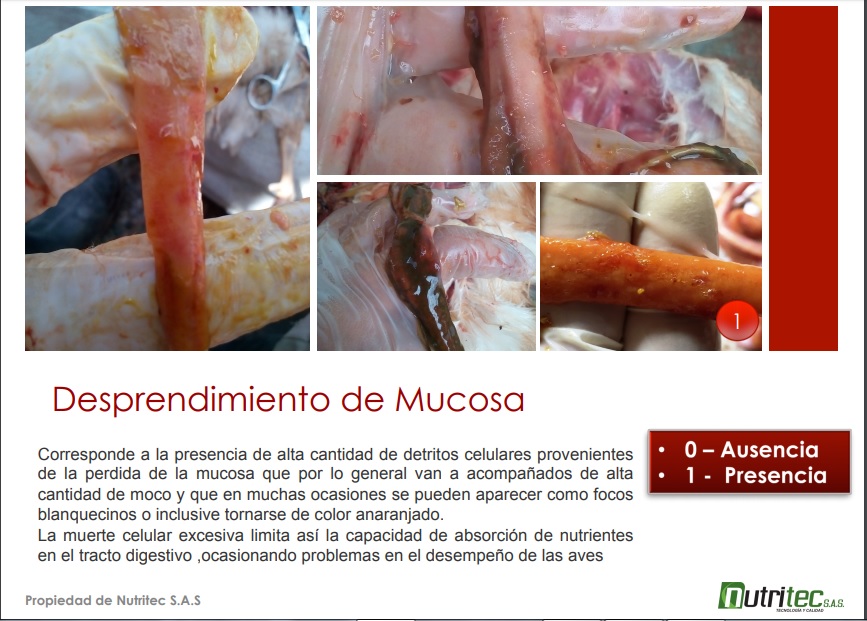 1
Desprendimiento de Mucosa
Corresponde a la presencia de alta cantidad de detritos celulares provenientes
de la perdida de la mucosa que por lo general van a acompañados de alta
cantidad de moco y que en muchas ocasiones se pueden aparecer como focos
blanquecinos o inclusive tornarse de color anaranjado.
La muerte celular excesiva limita así la capacidad de absorción de nutrientes
en el tracto digestivo ,ocasionando problemas en el desempeño de las aves
• 0 – Ausencia
• 1 - Presencia
Propiedad de Nutritec S.A.S
nutritec S.A.S.
TECNOLOGÍA Y CALIDAD